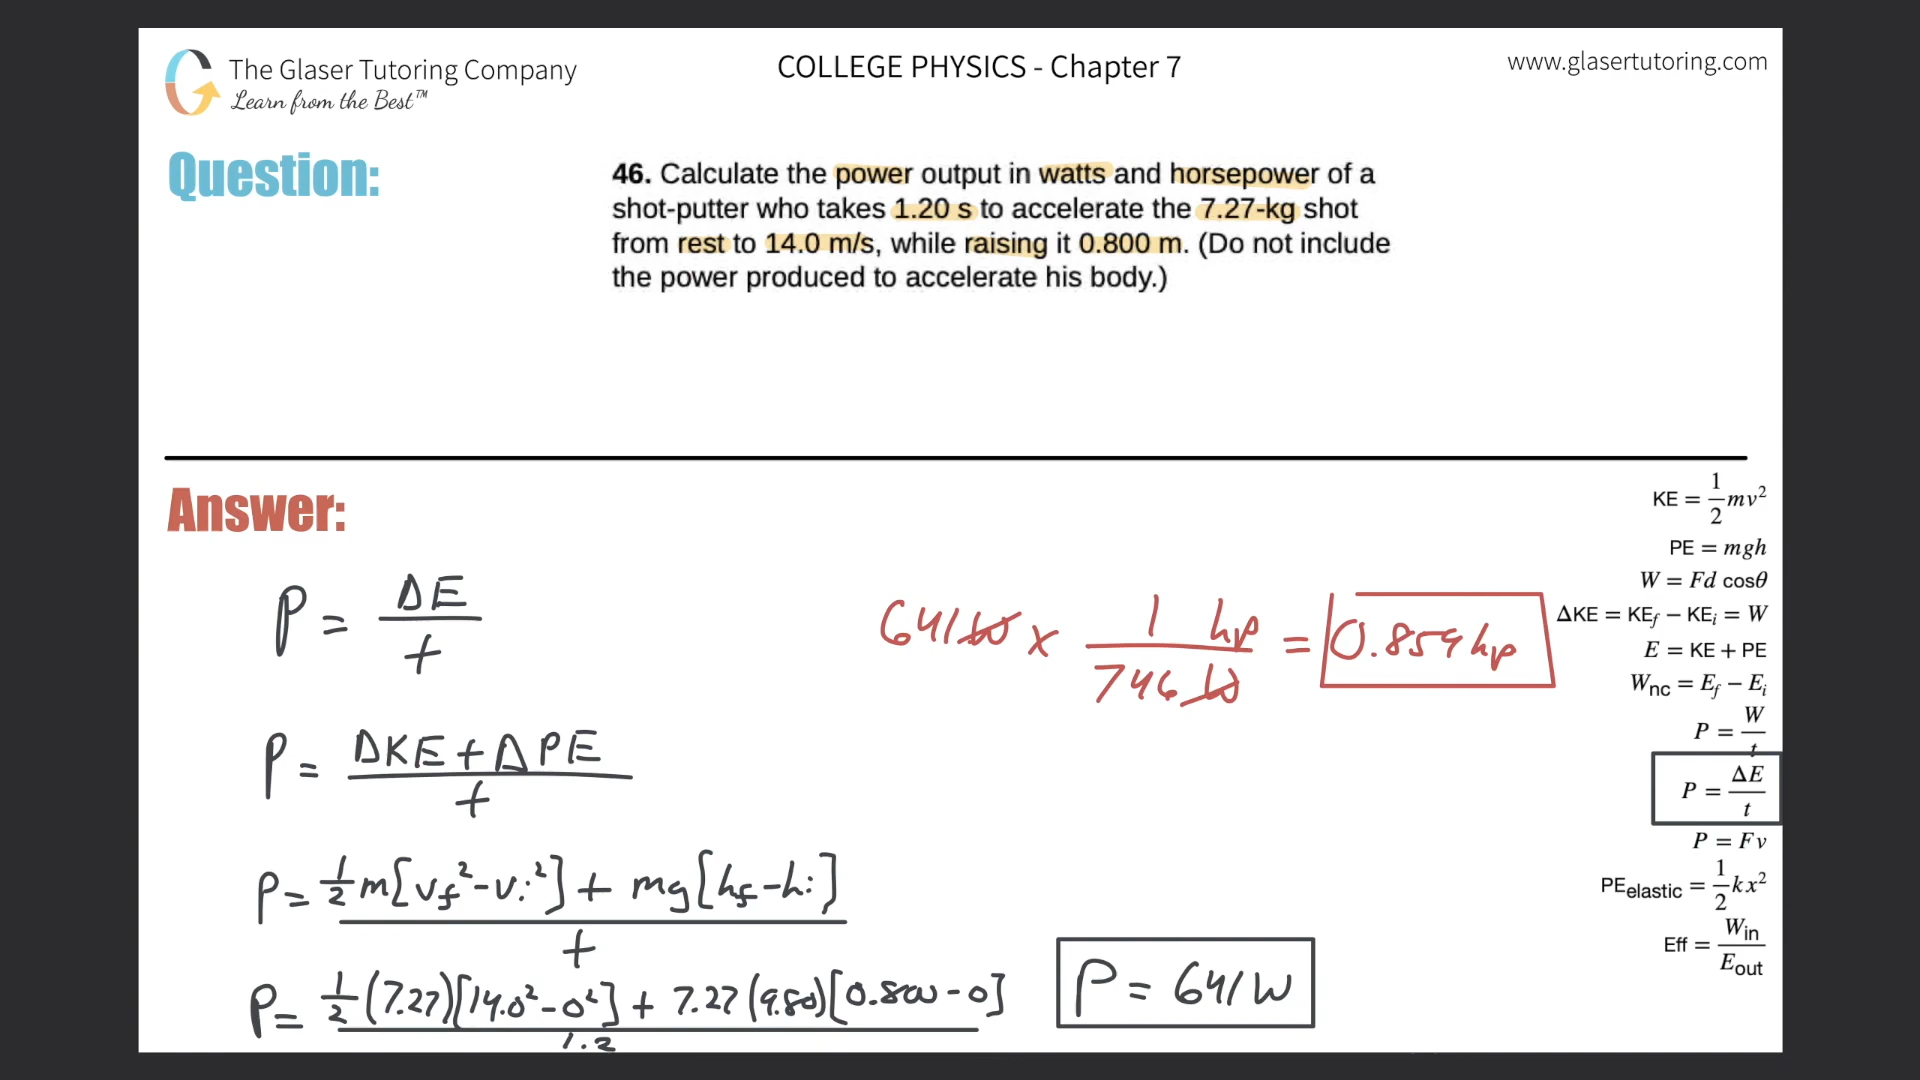 The Glaser Tutoring Company
Learn from the Best™
COLLEGE PHYSICS - Chapter 7
www.glasertutoring.com
Question:
46. Calculate the power output in watts and horsepower of a
shot-putter who takes 1.20 s to accelerate the 7.27-kg shot
from rest to 14.0 m/s, while raising it 0.800 m. (Do not include
the power produced to accelerate his body.)
Answer:
P = ΔE / t
P = ΔKE + ΔPE / t
P = 1/2 m[vf² - vi²] + mg[hf - hi] / t
P = 1/2 (7.27)[14.0² - 0²] + 7.27 (9.80)[0.800 - 0] / 1.2
P = 641 W
641 W x 1 hp / 746 W = 0.859 hp
KE = 1/2 mv²
PE = mgh
W = Fd cosθ
ΔKE = KEf − KEi = W
E = KE + PE
Wnc = Ef − Ei
P = W / t
P = ΔE / t
P = Fv
PEelastic = 1/2 kx²
Eff = Win / Eout